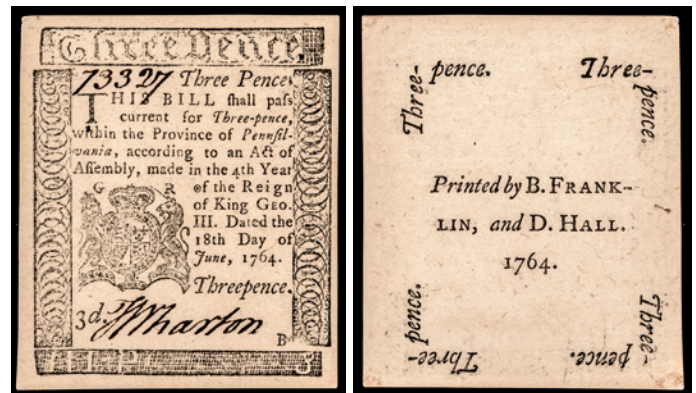 Three Pence.
73327 Three Pence.
THIS BILL shall pass
current for Three-pence,
within the Province of Pennsil-
vania, according to an Act of
Assembly, made in the 4th Year
G R of the Reign
of King GEO.
III. Dated the
18th Day of
June, 1764.
Threepence.
3d. Wharton
B
3
Three-pence.
Three-pence.
Printed by B. FRANK-
LIN, and D. HALL.
1764.
Three-pence.
Three-pence.